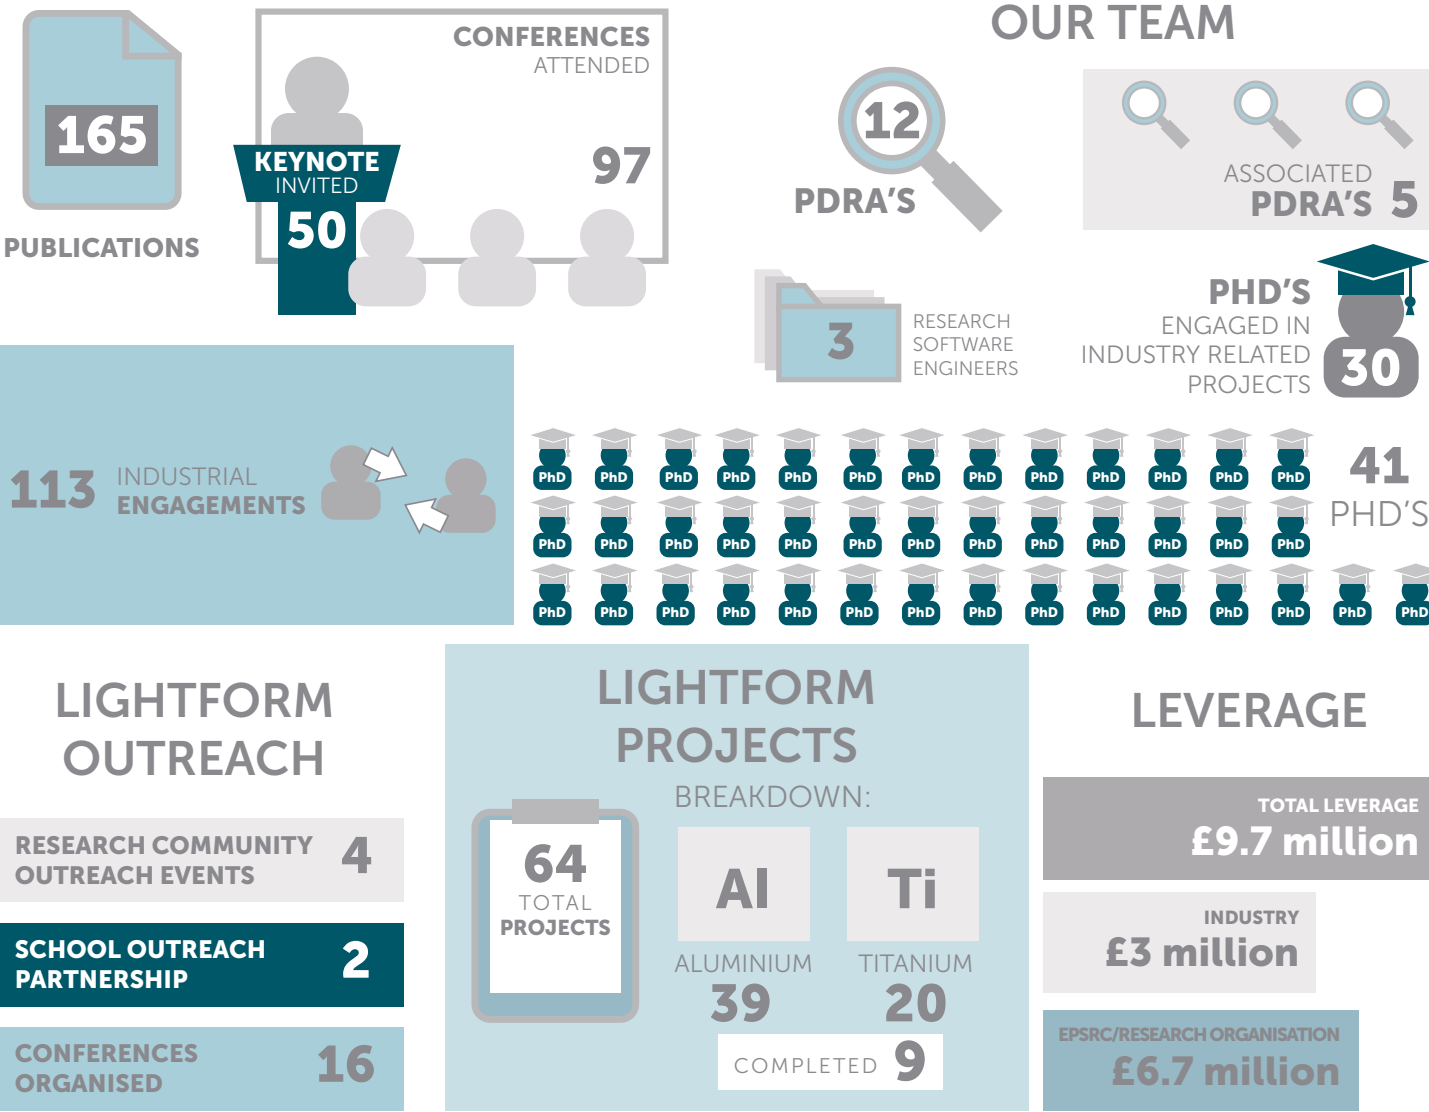 165
PUBLICATIONS
CONFERENCES
ATTENDED
97
KEYNOTE
INVITED
50
OUR TEAM
12
PDRA'S
ASSOCIATED
PDRA'S 5
3
RESEARCH
SOFTWARE
ENGINEERS
PHD'S
ENGAGED IN
INDUSTRY RELATED
PROJECTS
30
113 INDUSTRIAL
ENGAGEMENTS
PhD PhD PhD PhD PhD PhD PhD PhD PhD PhD PhD PhD PhD
PhD PhD PhD PhD PhD PhD PhD PhD PhD PhD PhD PhD PhD
PhD PhD PhD PhD PhD PhD PhD PhD PhD PhD PhD PhD PhD PhD PhD
41
PHD'S
LIGHTFORM
OUTREACH
RESEARCH COMMUNITY
OUTREACH EVENTS 4
SCHOOL OUTREACH
PARTNERSHIP 2
CONFERENCES
ORGANISED 16
LIGHTFORM
PROJECTS
BREAKDOWN:
64
TOTAL
PROJECTS
Al
ALUMINIUM
39
Ti
TITANIUM
20
COMPLETED 9
LEVERAGE
TOTAL LEVERAGE
£9.7 million
INDUSTRY
£3 million
EPSRC/RESEARCH ORGANISATION
£6.7 million